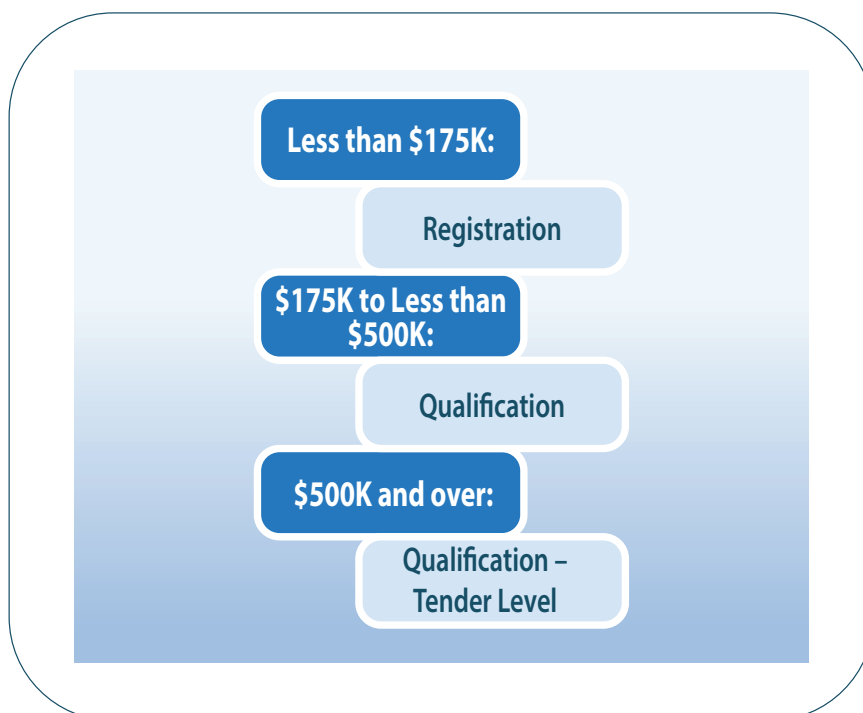 Less than $175K:
Registration
$175K to Less than
$500K:
Qualification
$500K and over:
Qualification –
Tender Level